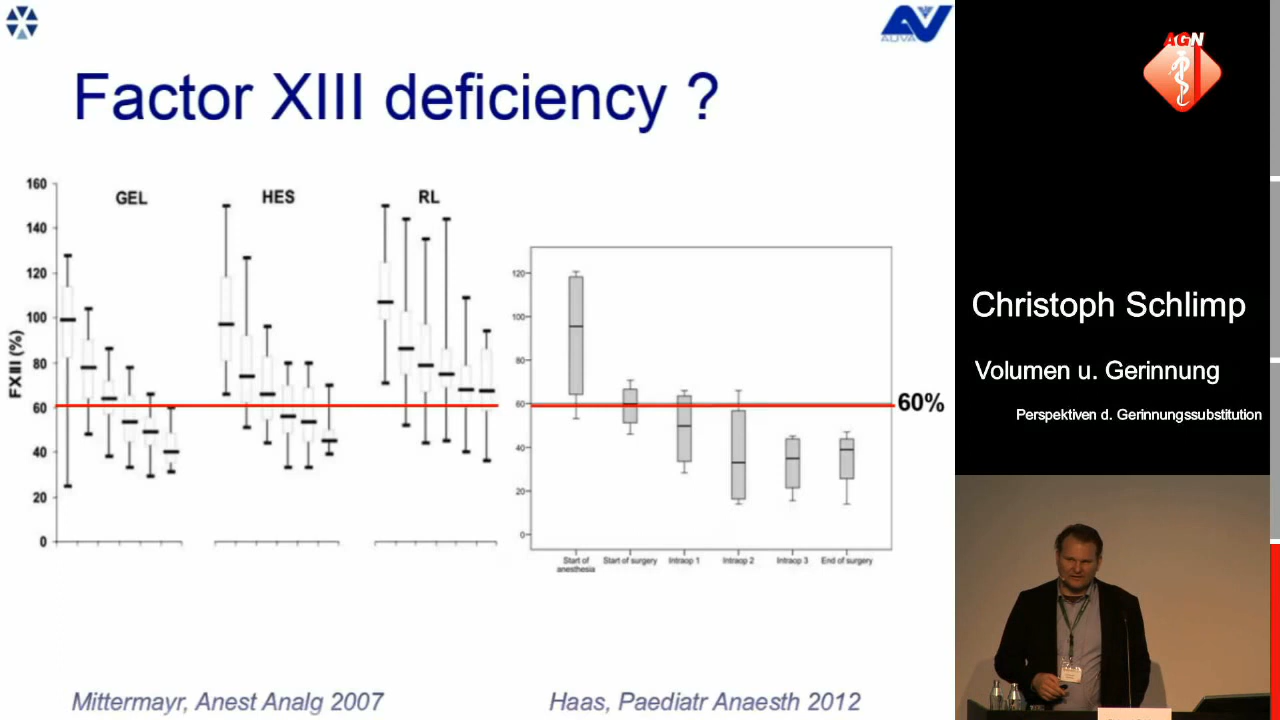 AUVA
Factor XIII deficiency ?
FXIII (%)
160
140
120
100
80
60
40
20
0
GEL
HES
RL
120
100
80
60
40
20
0
60%
Start of
anesthesia
Start of surgery
Intraop 1
Intraop 2
Intraop 3
End of surgery
Mittermayr, Anest Analg 2007
Haas, Paediatr Anaesth 2012
AGN
Christoph Schlimp
Volumen u. Gerinnung
Perspektiven d. Gerinnungssubstitution